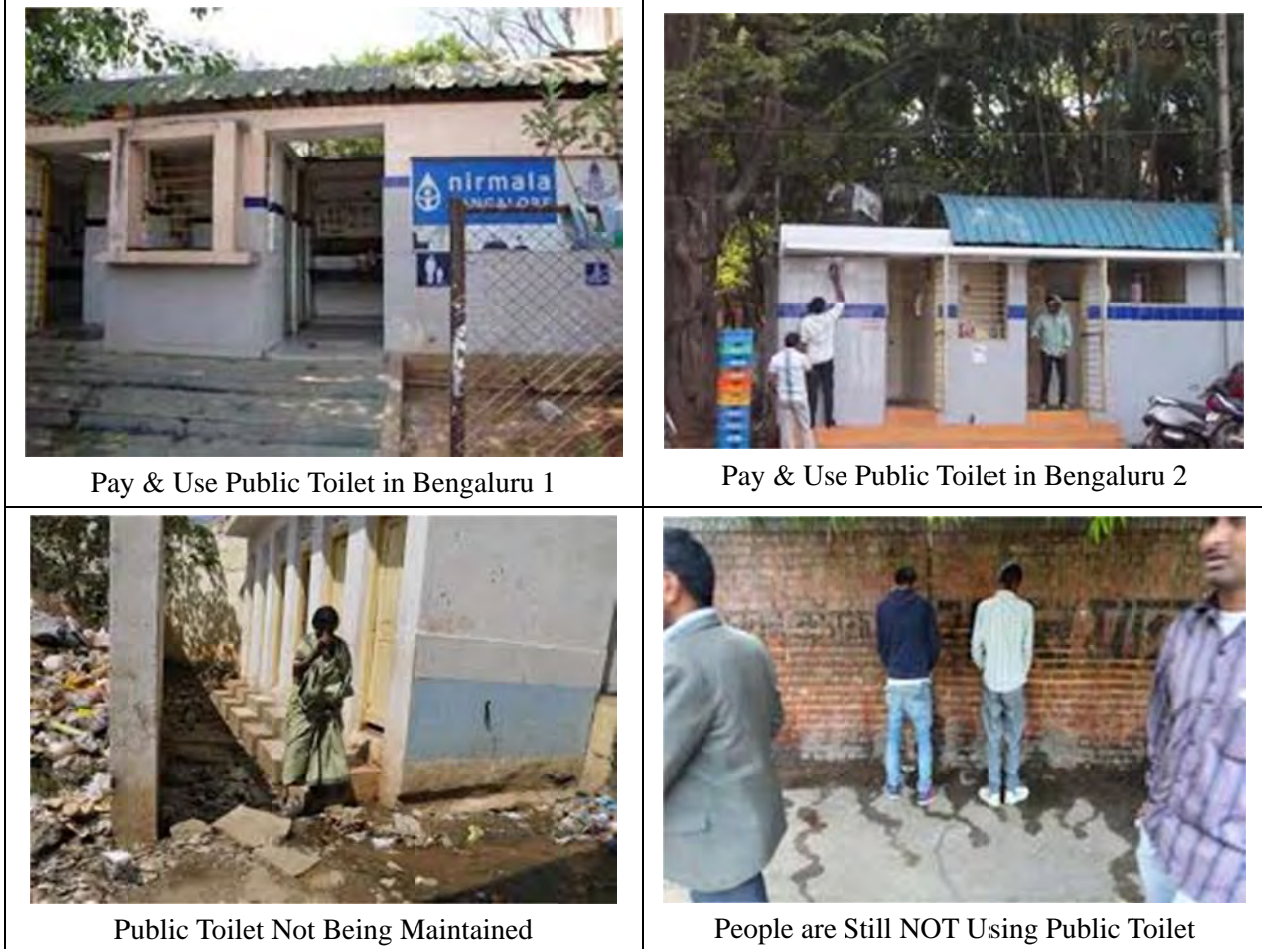 nirmala
BANGALORE
Pay & Use Public Toilet in Bengaluru 1
Pay & Use Public Toilet in Bengaluru 2
Public Toilet Not Being Maintained
People are Still NOT Using Public Toilet